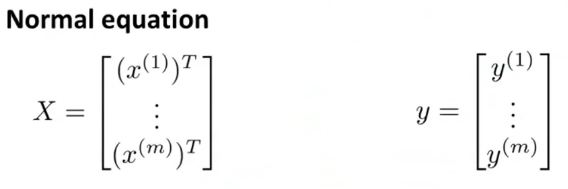 Normal equation
X = [ (x^{(1)})^T ⋮ (x^{(m)})^T ]
y = [ y^{(1)} ⋮ y^{(m)} ]